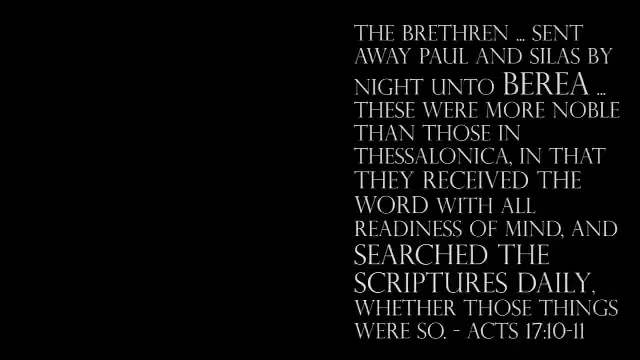 THE BRETHREN ... SENT
AWAY PAUL AND SILAS BY
NIGHT UNTO BEREA ...
THESE WERE MORE NOBLE
THAN THOSE IN
THESSALONICA, IN THAT
THEY RECEIVED THE
WORD WITH ALL
READINESS OF MIND, AND
SEARCHED THE
SCRIPTURES DAILY,
WHETHER THOSE THINGS
WERE SO. - ACTS 17:10-11